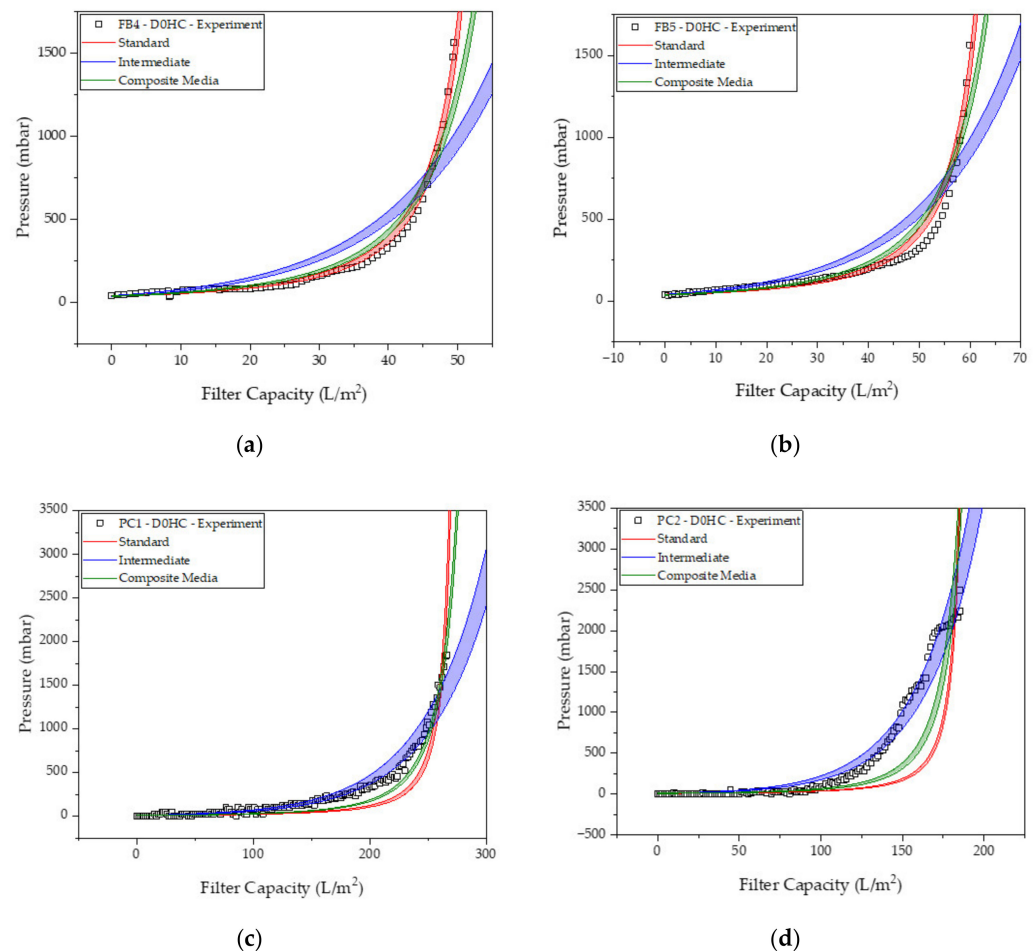 FB4 - D0HC - Experiment
Standard
Intermediate
Composite Media
Pressure (mbar)
1500
1000
500
0
0 10 20 30 40 50
Filter Capacity (L/m²)
(a)
FB5 - D0HC - Experiment
Standard
Intermediate
Composite Media
Pressure (mbar)
1500
1000
500
0
−10 0 10 20 30 40 50 60 70
Filter Capacity (L/m²)
(b)
PC1 - D0HC - Experiment
Standard
Intermediate
Composite Media
Pressure (mbar)
3500
3000
2500
2000
1500
1000
500
0
0 100 200 300
Filter Capacity (L/m²)
(c)
PC2 - D0HC - Experiment
Standard
Intermediate
Composite Media
Pressure (mbar)
3500
3000
2500
2000
1500
1000
500
0
−500
0 50 100 150 200
Filter Capacity (L/m²)
(d)